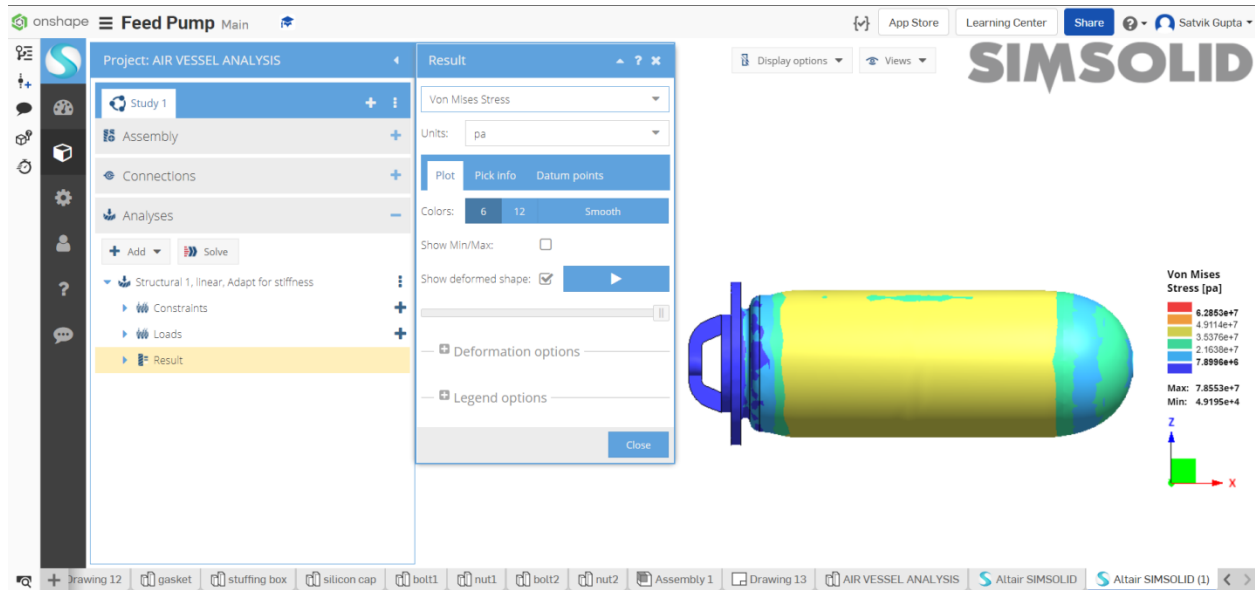 onshape Feed Pump Main App Store Learning Center Share Satvik Gupta
SIMSOLID
Project: AIR VESSEL ANALYSIS
Study 1
Assembly
Connections
Analyses
Add Solve
Structural 1, linear, Adapt for stiffness
Constraints
Loads
Result
Result
Von Mises Stress
Units: pa
Plot Pick info Datum points
Colors: 6 12 Smooth
Show Min/Max:
Show deformed shape:
Deformation options
Legend options
Close
Display options Views
Von Mises
Stress [pa]
6.2853e+7
4.9114e+7
3.5376e+7
2.1638e+7
7.8996e+6
Max: 7.8553e+7
Min: 4.9195e+4
Z
X
Drawing 12 gasket stuffing box silicon cap bolt1 nut1 bolt2 nut2 Assembly 1 Drawing 13 AIR VESSEL ANALYSIS Altair SIMSOLID Altair SIMSOLID (1)